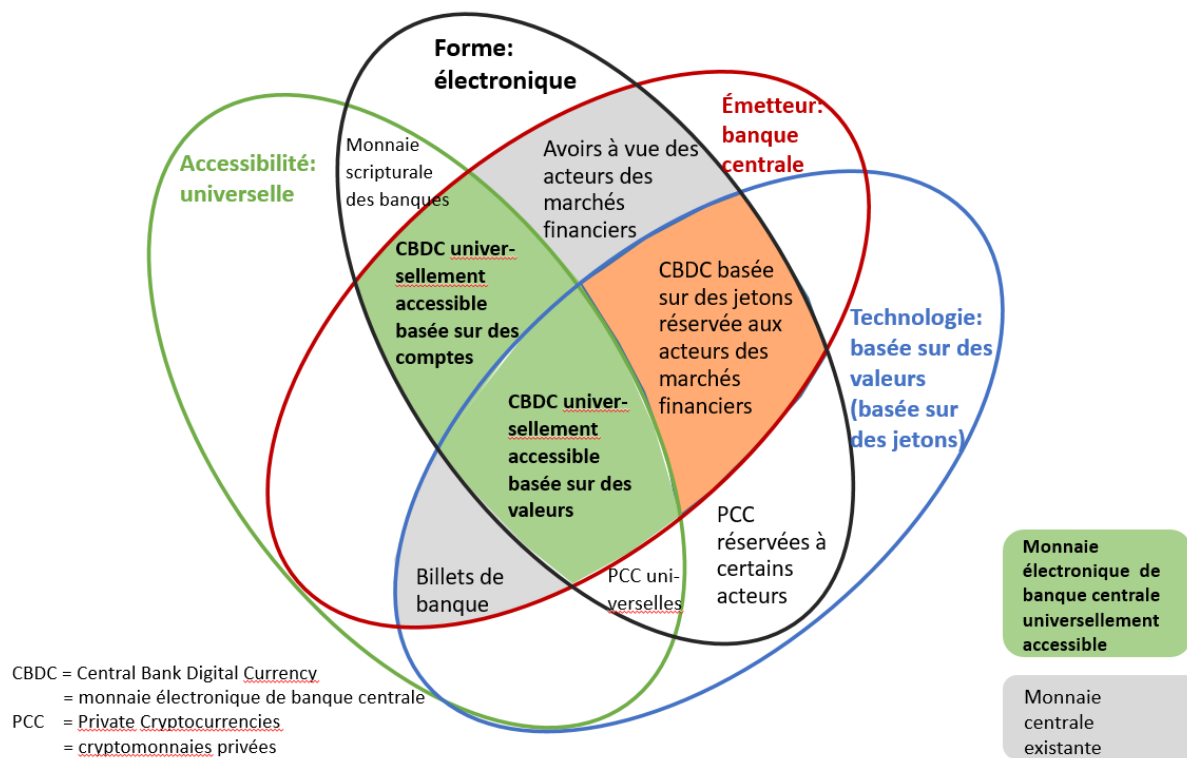 Forme:
électronique
Émetteur:
banque
centrale
Accessibilité:
universelle
Monnaie
scripturale
des banques
Avoirs à vue des
acteurs des
marchés
financiers
CBDC univer-
sellement
accessible
basée sur des
comptes
CBDC basée
sur des jetons
réservée aux
acteurs des
marchés
financiers
Technologie:
basée sur des
valeurs
(basée sur
des jetons)
CBDC univer-
sellement
accessible
basée sur des
valeurs
PCC
réservées à
certains
acteurs
Billets de
banque
PCC uni-
verselles
Monnaie
électronique de
banque centrale
universellement
accessible
Monnaie
centrale
existante
CBDC = Central Bank Digital Currency
= monnaie électronique de banque centrale
PCC = Private Cryptocurrencies
= cryptomonnaies privées